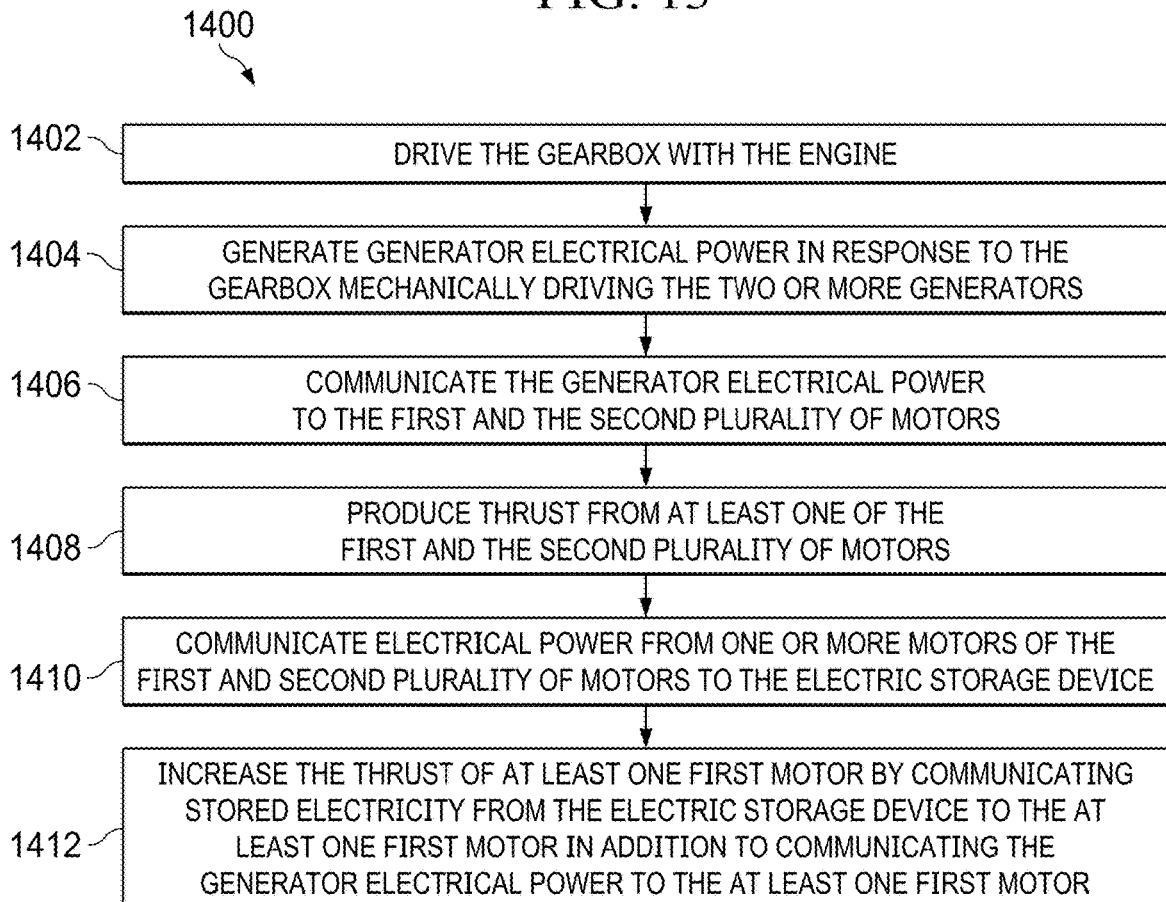 FIG. 13
1400
1402
DRIVE THE GEARBOX WITH THE ENGINE
1404
GENERATE GENERATOR ELECTRICAL POWER IN RESPONSE TO THE
GEARBOX MECHANICALLY DRIVING THE TWO OR MORE GENERATORS
1406
COMMUNICATE THE GENERATOR ELECTRICAL POWER
TO THE FIRST AND THE SECOND PLURALITY OF MOTORS
1408
PRODUCE THRUST FROM AT LEAST ONE OF THE
FIRST AND THE SECOND PLURALITY OF MOTORS
1410
COMMUNICATE ELECTRICAL POWER FROM ONE OR MORE MOTORS OF THE
FIRST AND SECOND PLURALITY OF MOTORS TO THE ELECTRIC STORAGE DEVICE
1412
INCREASE THE THRUST OF AT LEAST ONE FIRST MOTOR BY COMMUNICATING
STORED ELECTRICITY FROM THE ELECTRIC STORAGE DEVICE TO THE AT
LEAST ONE FIRST MOTOR IN ADDITION TO COMMUNICATING THE
GENERATOR ELECTRICAL POWER TO THE AT LEAST ONE FIRST MOTOR